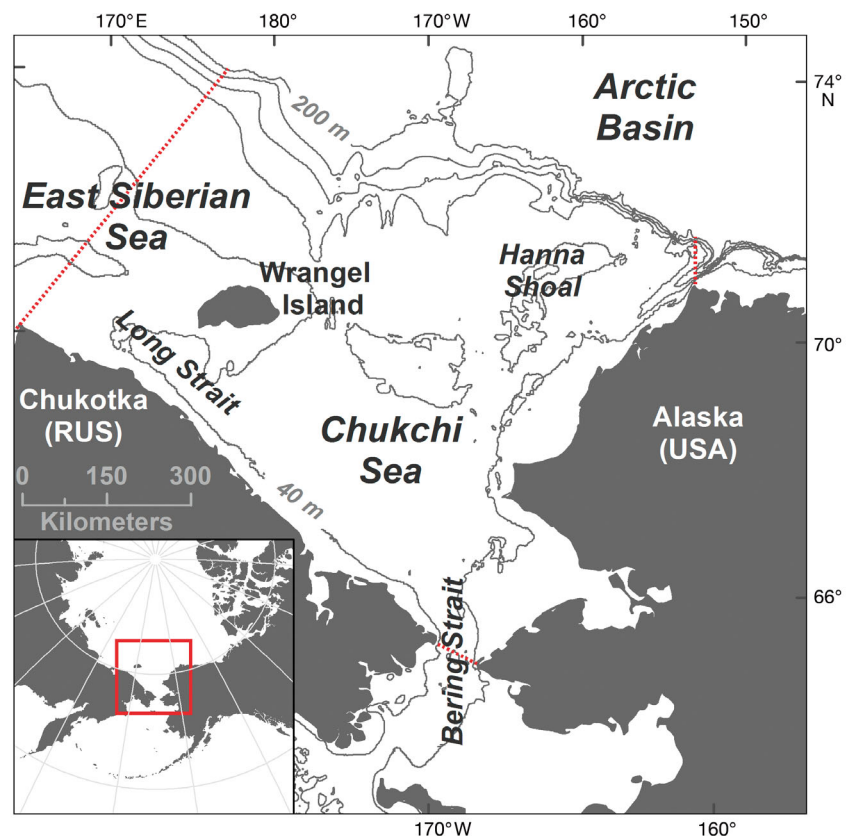 170°E 180° 170°W 160° 150°
74°
N
Arctic
Basin
200 m
East Siberian
Sea
Hanna
Shoal
Wrangel
Island
Long Strait
70°
Chukotka
(RUS)
Chukchi
Sea
Alaska
(USA)
0 150 300
Kilometers
40 m
66°
Bering Strait
170°W 160°